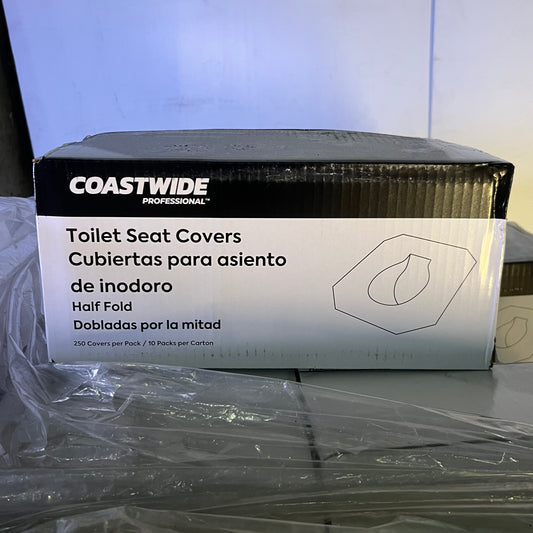 COASTWIDE
PROFESSIONAL™
Toilet Seat Covers
Cubiertas para asiento
de inodoro
Half Fold
Dobladas por la mitad
250 Covers per Pack / 10 Packs per Carton